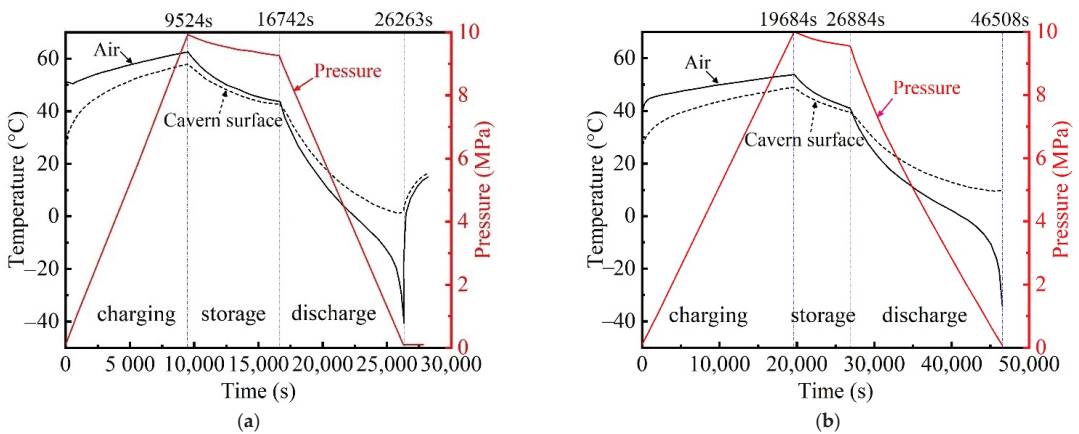 9524s 16742s 26263s
Air
Pressure
Cavern surface
charging storage discharge
Temperature (°C)
60
40
20
0
−20
−40
Pressure (MPa)
10
8
6
4
2
0
0 5 000 10,000 15,000 20,000 25,000 30,000
Time (s)
(a)
19684s 26884s 46508s
Air
Pressure
Cavern surface
charging storage discharge
Temperature (°C)
60
40
20
0
−20
−40
Pressure (MPa)
10
8
6
4
2
0
0 10,000 20,000 30,000 40,000 50,000
Time (s)
(b)